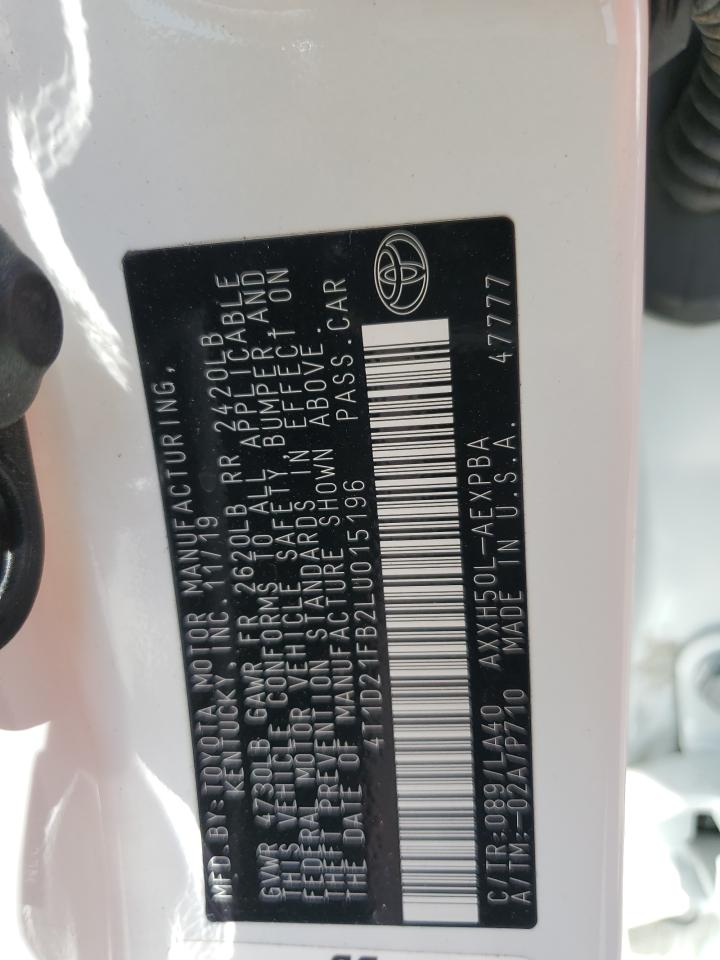 MFD. BY: TOYOTA MOTOR MANUFACTURING,
KENTUCKY, INC. 11/19
GVWR 4730LB GAWR FR 2620LB RR 2420LB
THIS VEHICLE CONFORMS TO ALL APPLICABLE
FEDERAL MOTOR VEHICLE SAFETY, BUMPER, AND
THEFT PREVENTION STANDARDS IN EFFECT ON
THE DATE OF MANUFACTURE SHOWN ABOVE.
4T1D21FB2LU015196 PASS.CAR
C/TR:089/LA40 AXXH50L-AEXPBA
A/TM:-02A/P710 MADE IN U.S.A. 47777